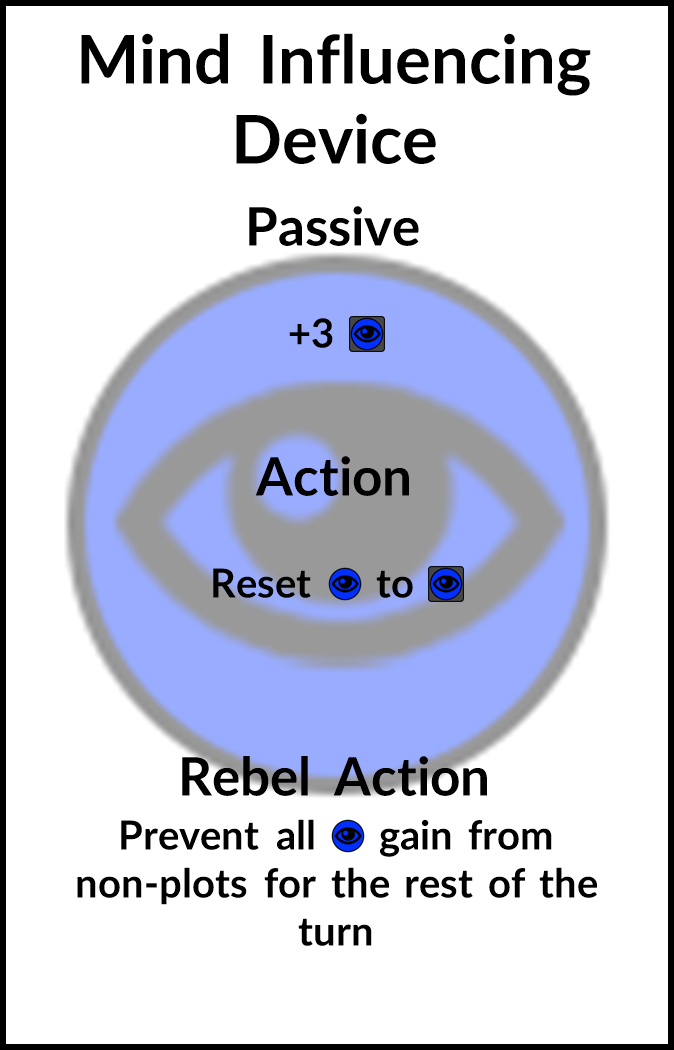 Mind Influencing
Device
Passive
+3
Action
Reset to
Rebel Action
Prevent all gain from
non-plots for the rest of the
turn